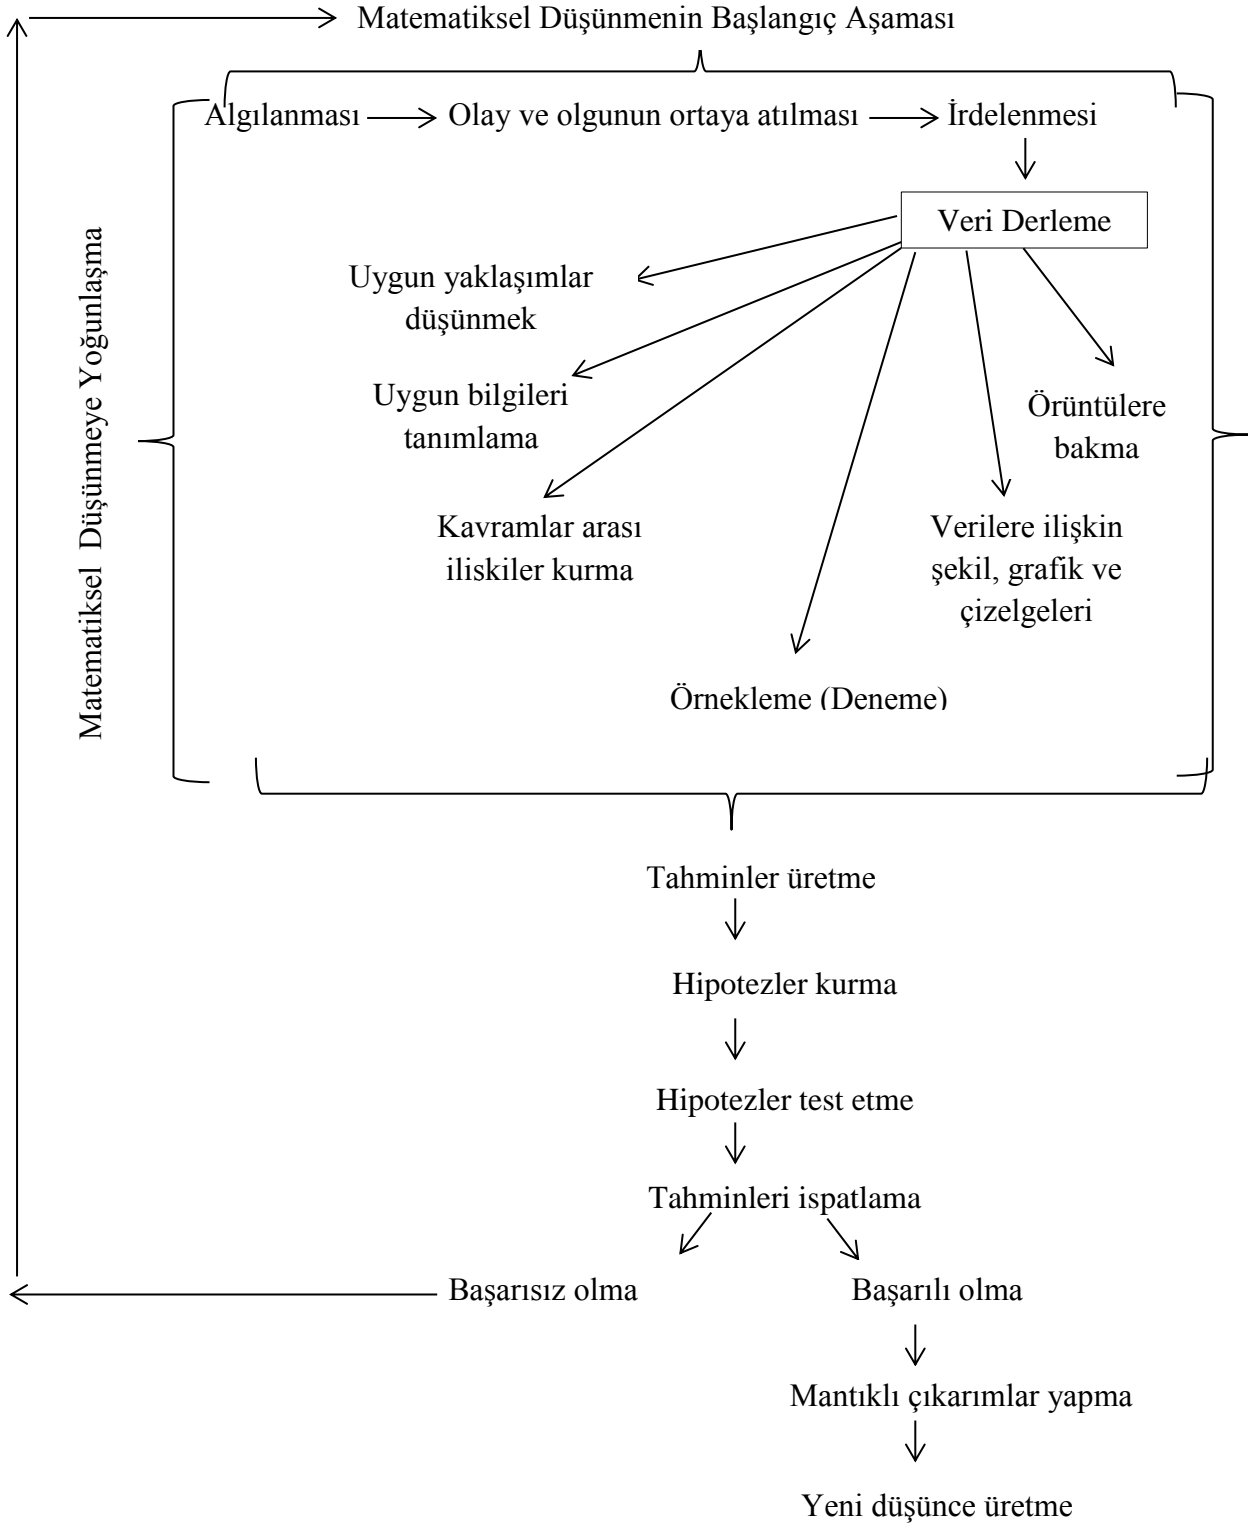 Matematiksel Düşünmenin Başlangıç Aşaması
Algılanması
Olay ve olgunun ortaya atılması
İrdelenmesi
Veri Derleme
Uygun yaklaşımlar
düşünmek
Uygun bilgileri
tanımlama
Kavramlar arası
iliskiler kurma
Örnekleme (Deneme)
Verilere ilişkin
şekil, grafik ve
çizelgeleri
Örüntülere
bakma
Matematiksel Düşünmeye Yoğunlaşma
Tahminler üretme
Hipotezler kurma
Hipotezler test etme
Tahminleri ispatlama
Başarısız olma
Başarılı olma
Mantıklı çıkarımlar yapma
Yeni düşünce üretme